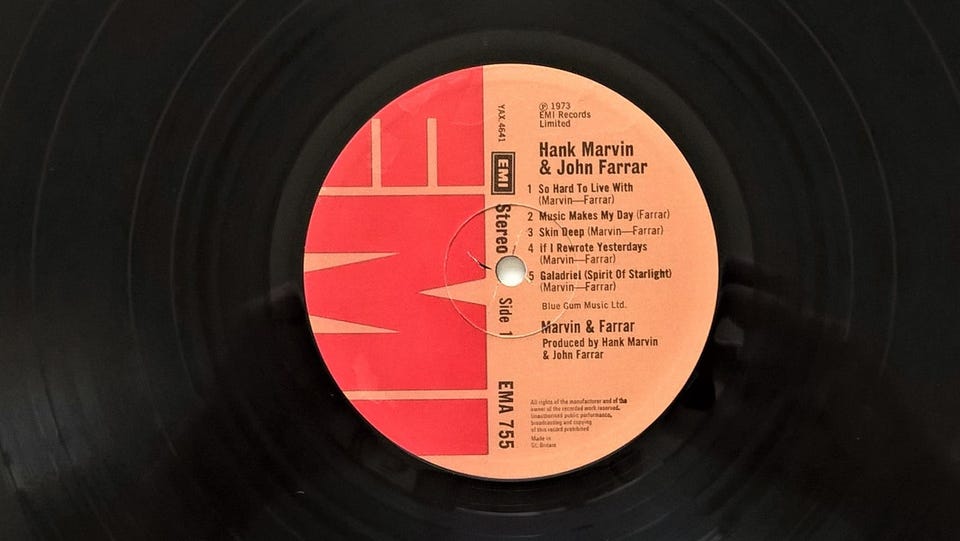 YAX.4641
EMI
Stereo
Side 1
EMA 755
Ⓟ 1973
EMI Records
Limited
Hank Marvin
& John Farrar
1 So Hard To Live With
(Marvin—Farrar)
2 Music Makes My Day (Farrar)
3 Skin Deep (Marvin—Farrar)
4 If I Rewrote Yesterdays
(Marvin—Farrar)
5 Galadriel (Spirit Of Starlight)
(Marvin—Farrar)
Blue Gum Music Ltd.
Marvin & Farrar
Produced by Hank Marvin
& John Farrar
All rights of the manufacturer and of the
owner of the recorded work reserved.
Unauthorised public performance,
broadcasting and copying
of this record prohibited
Made in
Gt. Britain
EMI